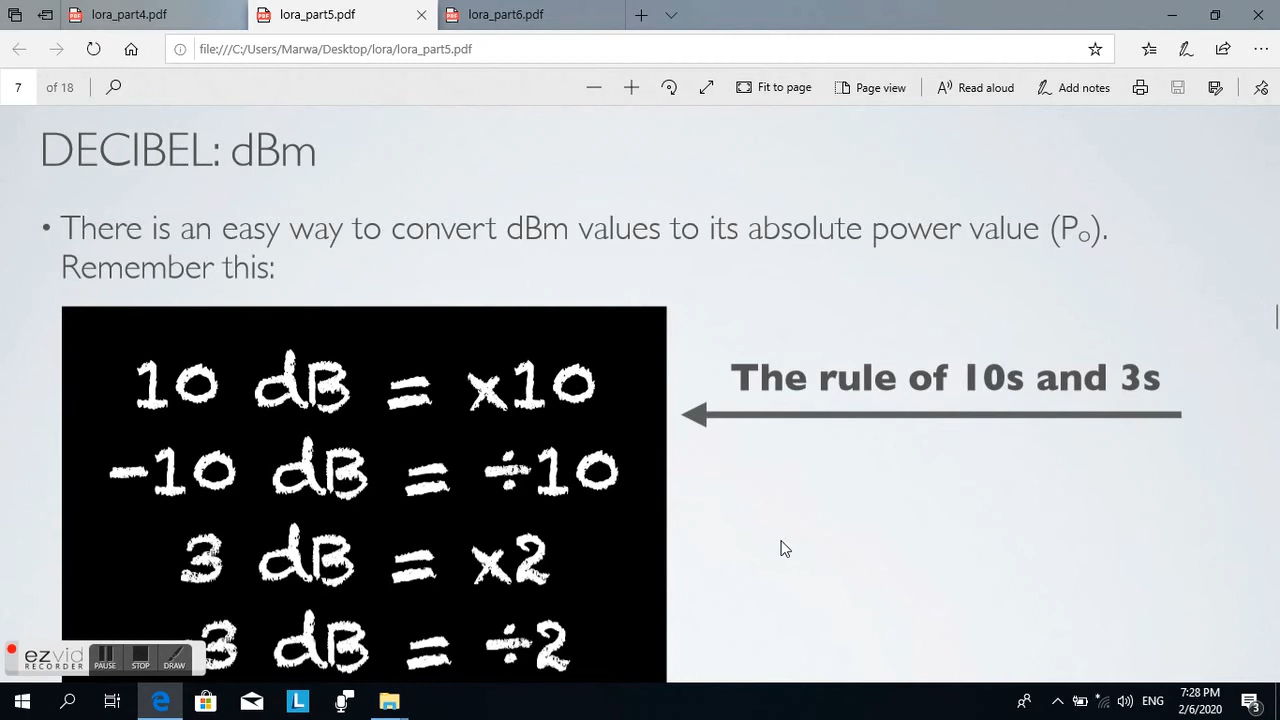 lora_part4.pdf
lora_part5.pdf
lora_part6.pdf
file:///C:/Users/Marwa/Desktop/lora/lora_part5.pdf
7 of 18
Fit to page
Page view
Read aloud
Add notes
DECIBEL: dBm
• There is an easy way to convert dBm values to its absolute power value (Po).
Remember this:
10 dB = x10
The rule of 10s and 3s
-10 dB = ÷10
3 dB = x2
3 dB = ÷2
ezvid
RECORDER
PAUSE
STOP
DRAW
ENG
7:28 PM
2/6/2020
3